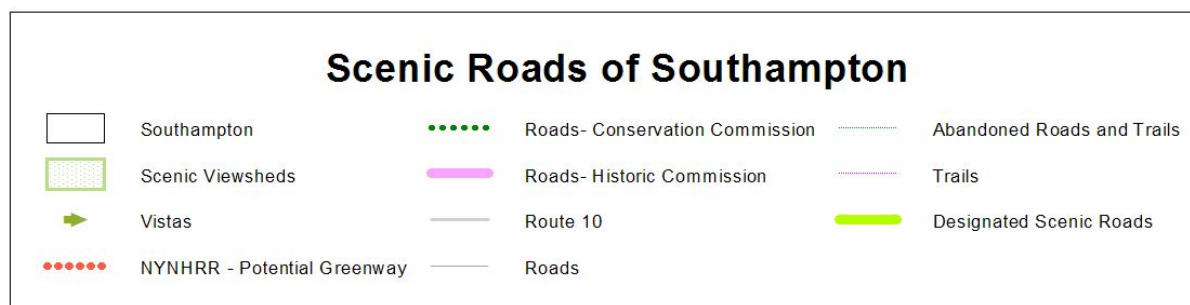 Scenic Roads of Southampton
Southampton
Scenic Viewsheds
Vistas
NYNHRR - Potential Greenway
Roads- Conservation Commission
Roads- Historic Commission
Route 10
Roads
Abandoned Roads and Trails
Trails
Designated Scenic Roads